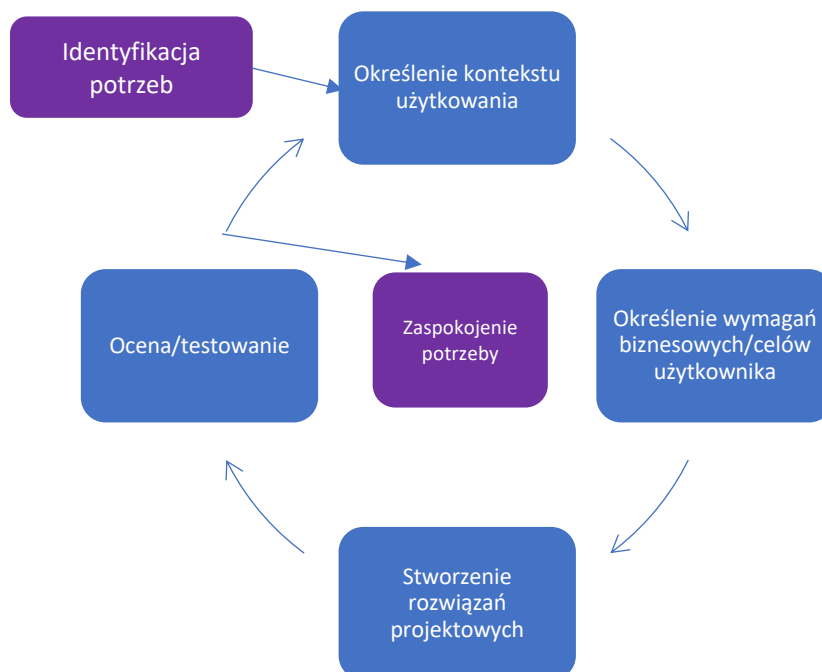 Identyfikacja
potrzeb
Określenie kontekstu
użytkowania
Określenie wymagań
biznesowych/celów
użytkownika
Stworzenie
rozwiązań
projektowych
Ocena/testowanie
Zaspokojenie
potrzeby